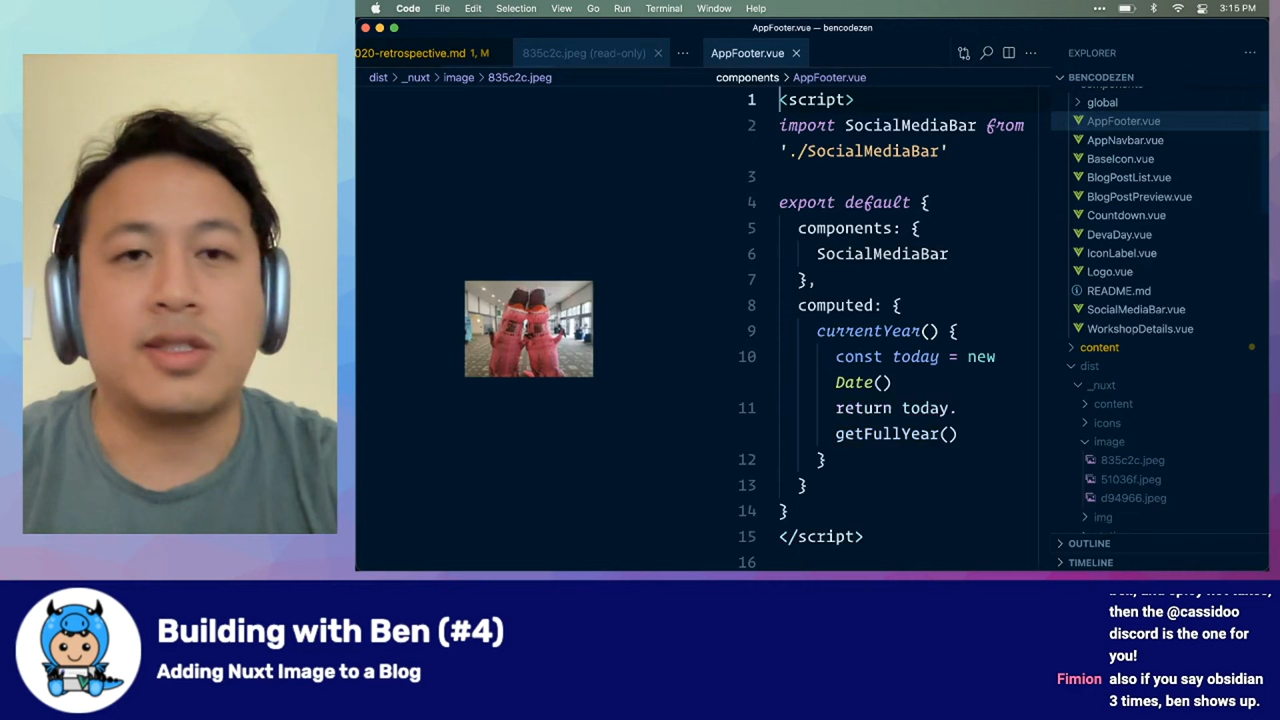 Code File Edit Selection View Go Run Terminal Window Help 3:15 PM
AppFooter.vue — bencodezen
020-retrospective.md 1, M
835c2c.jpeg (read-only)
AppFooter.vue
dist > _nuxt > image > 835c2c.jpeg
components > AppFooter.vue
1 <script>
2 import SocialMediaBar from
'./SocialMediaBar'
3
4 export default {
5 components: {
6 SocialMediaBar
7 },
8 computed: {
9 currentYear() {
10 const today = new
Date()
11 return today.
getFullYear()
12 }
13 }
14 }
15 </script>
16
EXPLORER
BENCODEZEN
components
global
AppFooter.vue
AppNavbar.vue
BaseIcon.vue
BlogPostList.vue
BlogPostPreview.vue
Countdown.vue
DevaDay.vue
IconLabel.vue
Logo.vue
README.md
SocialMediaBar.vue
WorkshopDetails.vue
content
dist
_nuxt
content
icons
image
835c2c.jpeg
51036f.jpeg
d94966.jpeg
img
OUTLINE
TIMELINE
Building with Ben (#4)
Adding Nuxt Image to a Blog
then the @cassidoo
discord is the one for
you!
Fimion also if you say obsidian
3 times, ben shows up.